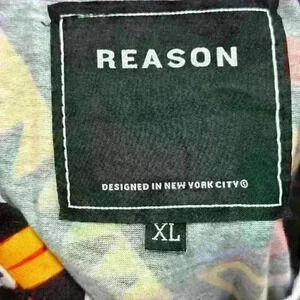 REASON
DESIGNED IN NEW YORK CITY©
XL